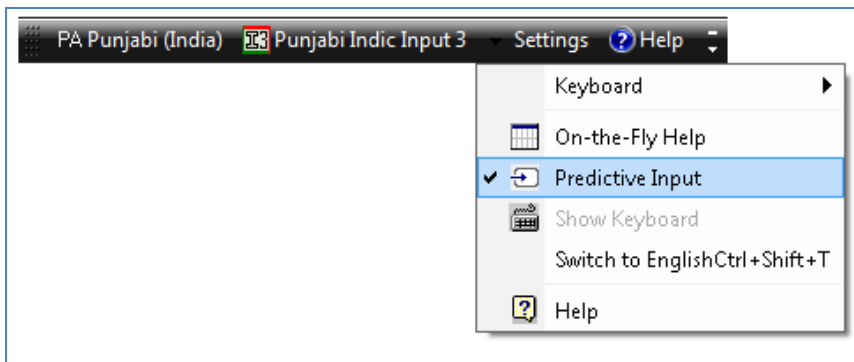 PA Punjabi (India) Punjabi Indic Input 3 Settings Help
Keyboard
On-the-Fly Help
Predictive Input
Show Keyboard
Switch to EnglishCtrl+Shift+T
Help